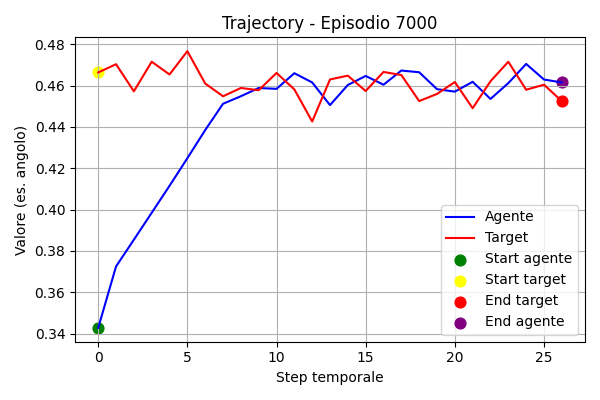 Trajectory - Episodio 7000
Valore (es. angolo)
0.48
0.46
0.44
0.42
0.40
0.38
0.36
0.34
0
5
10
15
20
25
Step temporale
Agente
Target
Start agente
Start target
End target
End agente